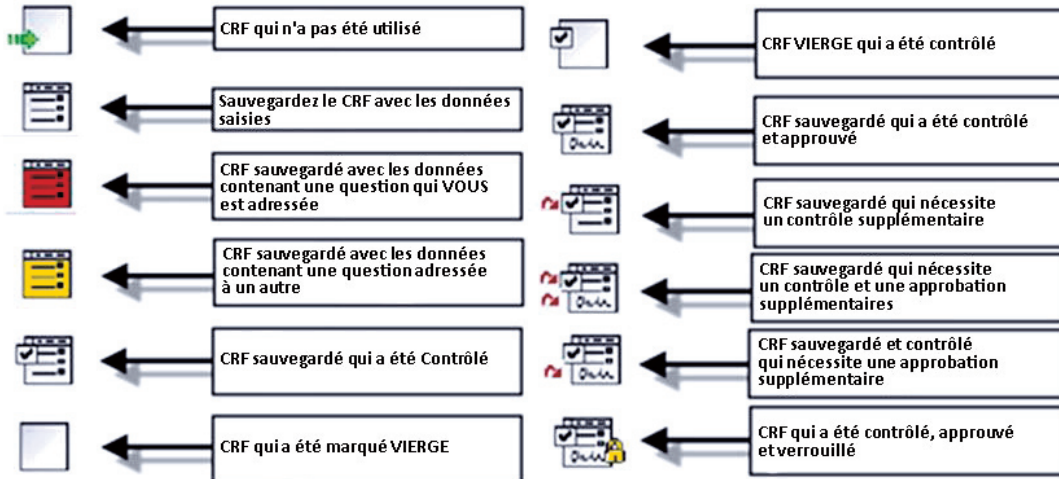 CRF qui n'a pas été utilisé
Sauvegardez le CRF avec les données
saisies
CRF sauvegardé avec les données
contenant une question qui VOUS
est adressée
CRF sauvegardé avec les données
contenant une question adressée
à un autre
CRF sauvegardé qui a été Contrôlé
CRF qui a été marqué VIERGE
CRF VIERGE qui a été contrôlé
CRF sauvegardé qui a été contrôlé
et approuvé
CRF sauvegardé qui nécessite
un contrôle supplémentaire
CRF sauvegardé qui nécessite
un contrôle et une approbation
supplémentaires
CRF sauvegardé et contrôlé
qui nécessite une approbation
supplémentaire
CRF qui a été contrôlé, approuvé
et verrouillé